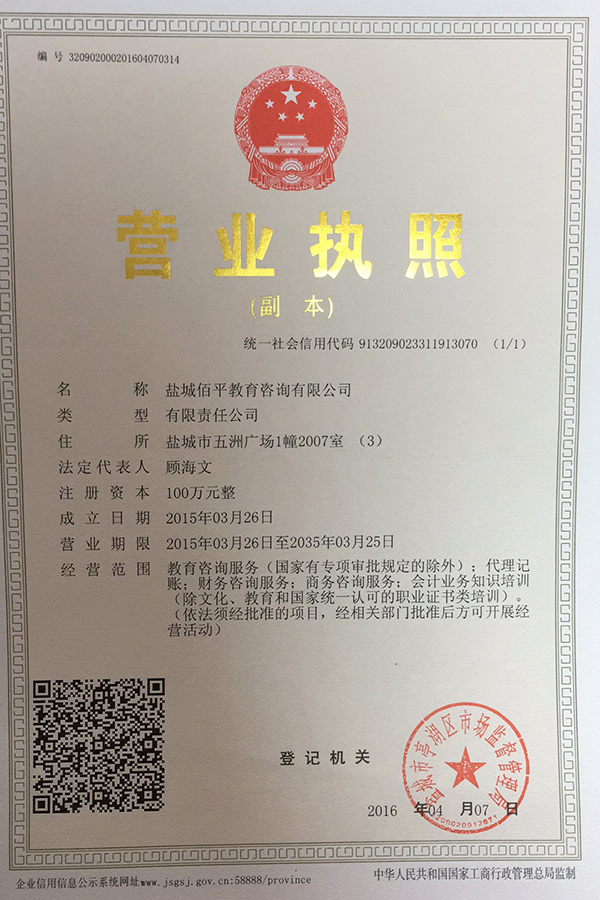 编 号 320902000201604070314
营业执照
(副 本)
统一社会信用代码 913209023311913070 (1/1)
名 称 盐城佰平教育咨询有限公司
类 型 有限责任公司
住 所 盐城市五洲广场1幢2007室 (3)
法定代表人 顾海文
注册资本 100万元整
成立日期 2015年03月26日
营业期限 2015年03月26日至2035年03月25日
经营范围 教育咨询服务(国家有专项审批规定的除外);代理记
账;财务咨询服务;商务咨询服务;会计业务知识培训
(除文化、教育和国家统一认可的职业证书类培训)。
(依法须经批准的项目,经相关部门批准后方可开展经
营活动)
登记机关
盐城市亭湖区市场监督管理局
2016 年04 月07 日
企业信用信息公示系统网址www.jsgsj.gov.cn:58888/province
中华人民共和国国家工商行政管理总局监制